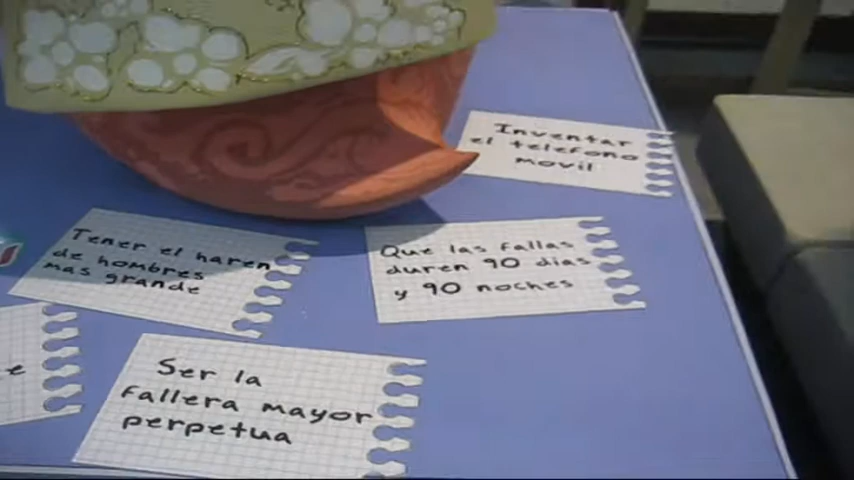 Inventar
el telefono
movil
Tener el haren
de hombres
mas grande
Que las fallas
duren 90 dias
y 90 noches
e
Ser la
fallera mayor
perpetua